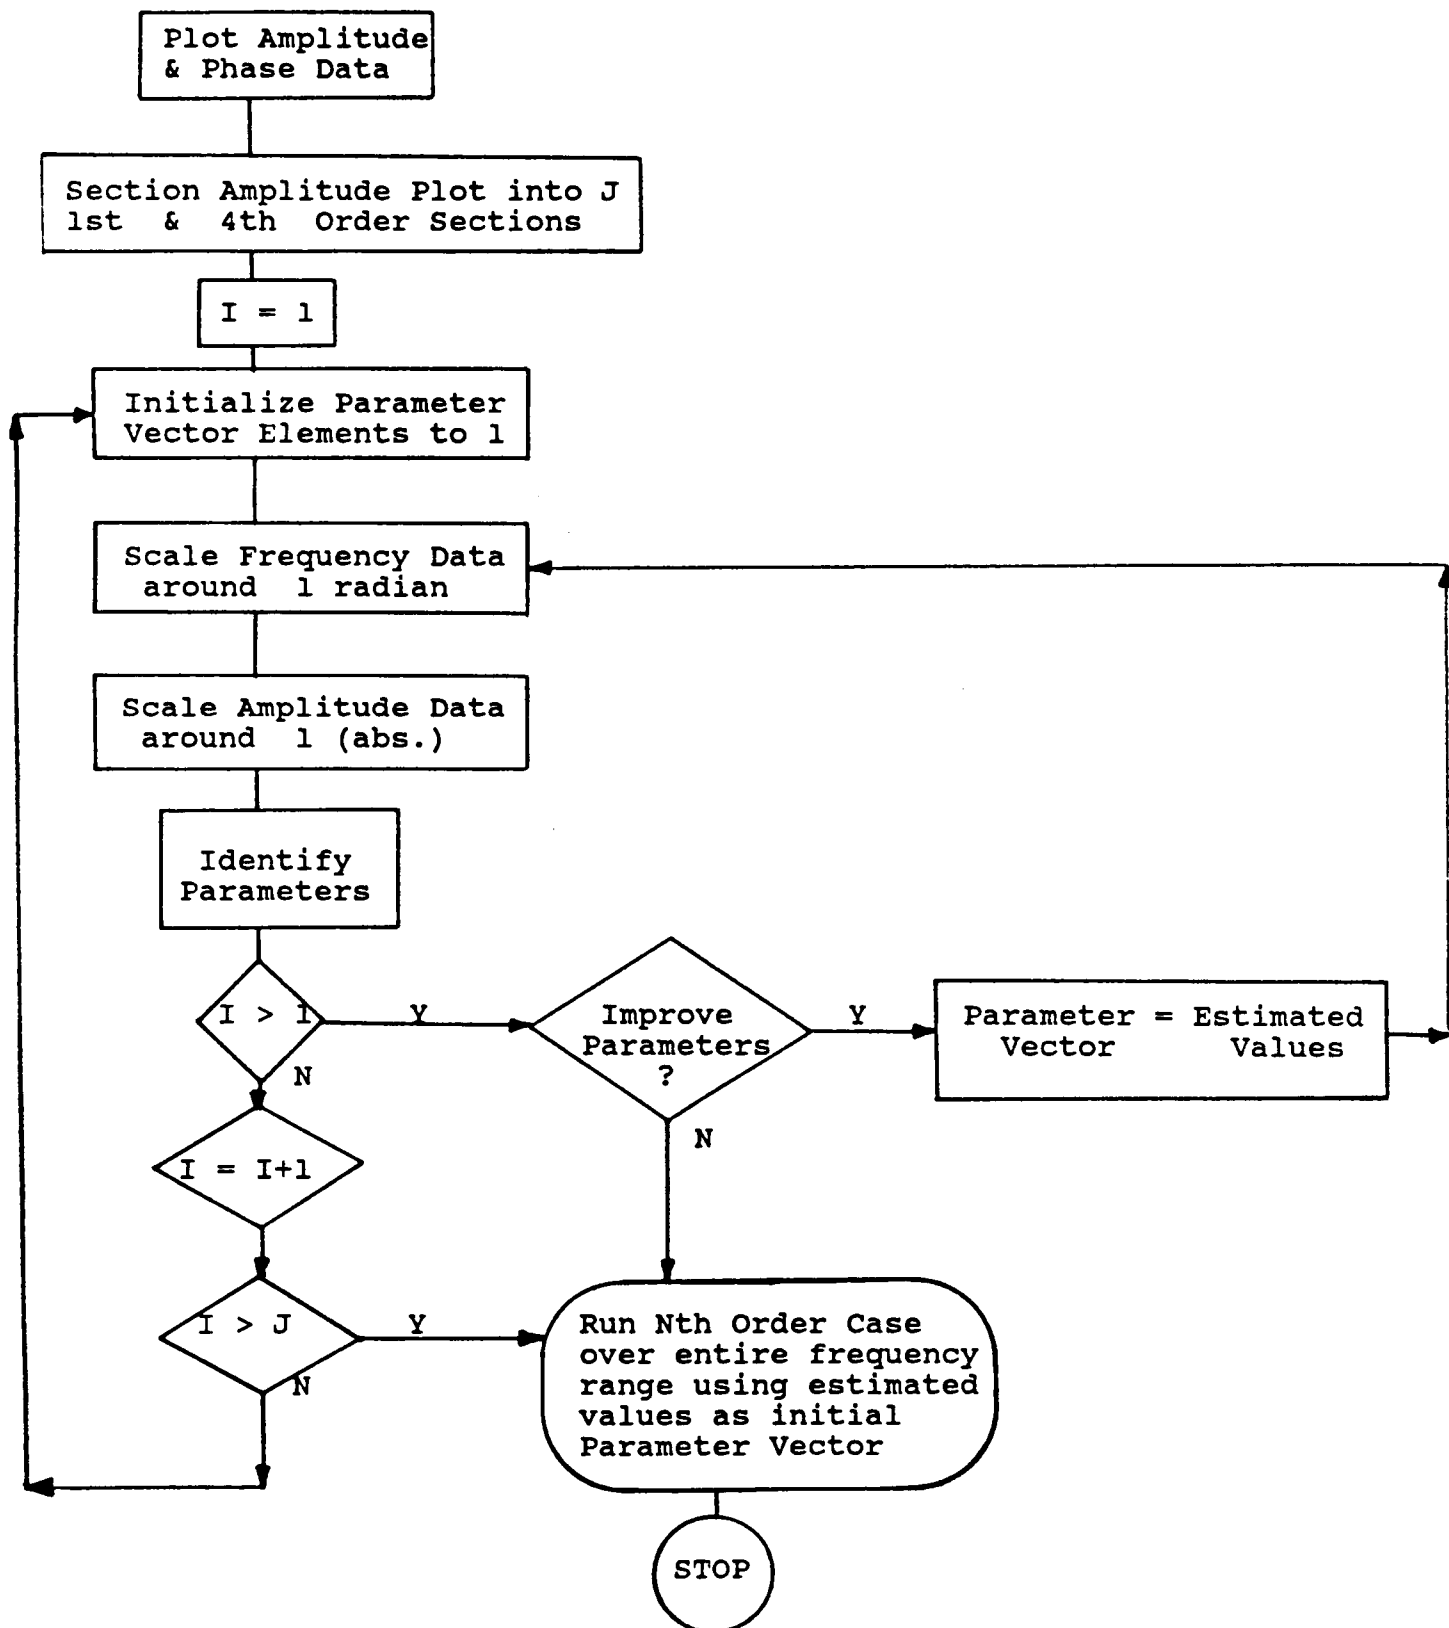 Plot Amplitude
& Phase Data
Section Amplitude Plot into J
1st & 4th Order Sections
I = 1
Initialize Parameter
Vector Elements to 1
Scale Frequency Data
around 1 radian
Scale Amplitude Data
around 1 (abs.)
Identify
Parameters
I > I
Y
Improve
Parameters
?
Y
Parameter = Estimated
Vector Values
N
N
I = I+1
I > J
Y
N
Run Nth Order Case
over entire frequency
range using estimated
values as initial
Parameter Vector
STOP